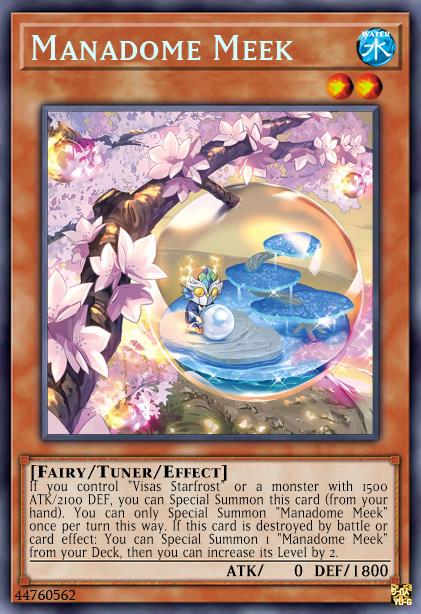 MANADOME MEEK
WATER
水
[FAIRY/TUNER/EFFECT]
If you control "Visas Starfrost" or a monster with 1500
ATK/2100 DEF, you can Special Summon this card (from your
hand). You can only Special Summon "Manadome Meek"
once per turn this way. If this card is destroyed by battle or
card effect: You can Special Summon 1 "Manadome Meek"
from your Deck, then you can increase its Level by 2.
ATK/ 0 DEF/1800
44760562